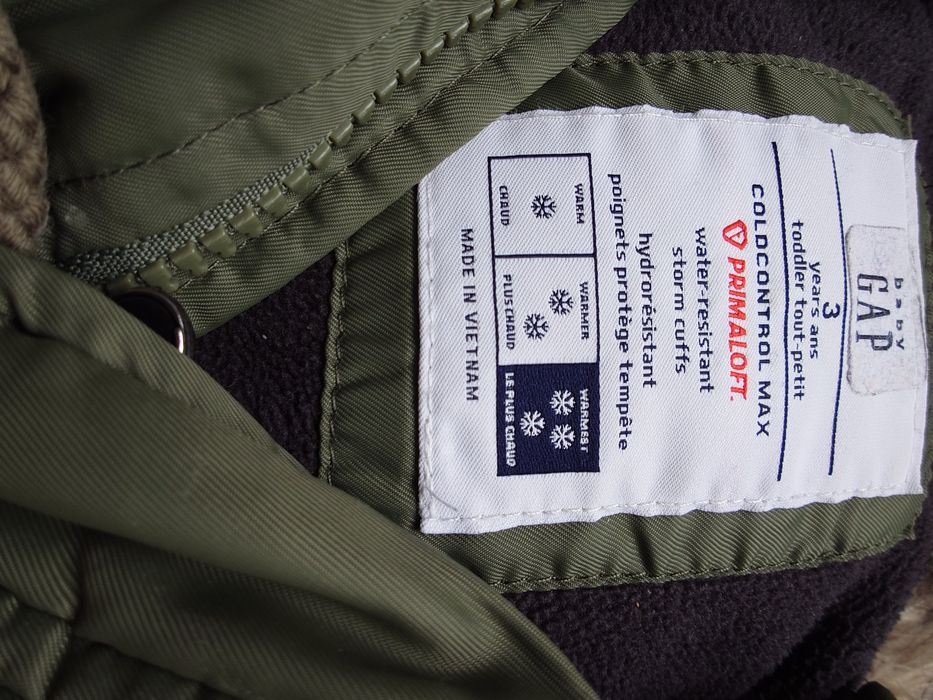 baby
GAP
3
years ans
toddler tout-petit
COLDCONTROL MAX
PRIMALOFT.
water-resistant
storm cuffs
hydrorésistant
poignets protège tempête
WARM
CHAUD
WARMER
PLUS CHAUD
WARMEST
LE PLUS CHAUD
MADE IN VIETNAM